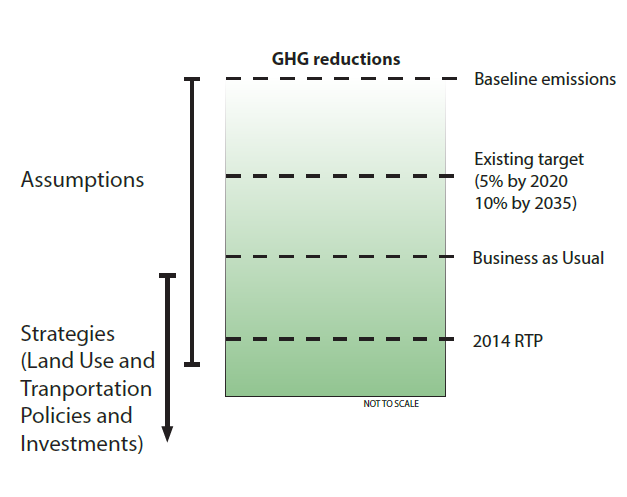 GHG reductions
Baseline emissions
Existing target
(5% by 2020
10% by 2035)
Assumptions
Business as Usual
Strategies
(Land Use and
Tranportation
Policies and
Investments)
2014 RTP
NOT TO SCALE